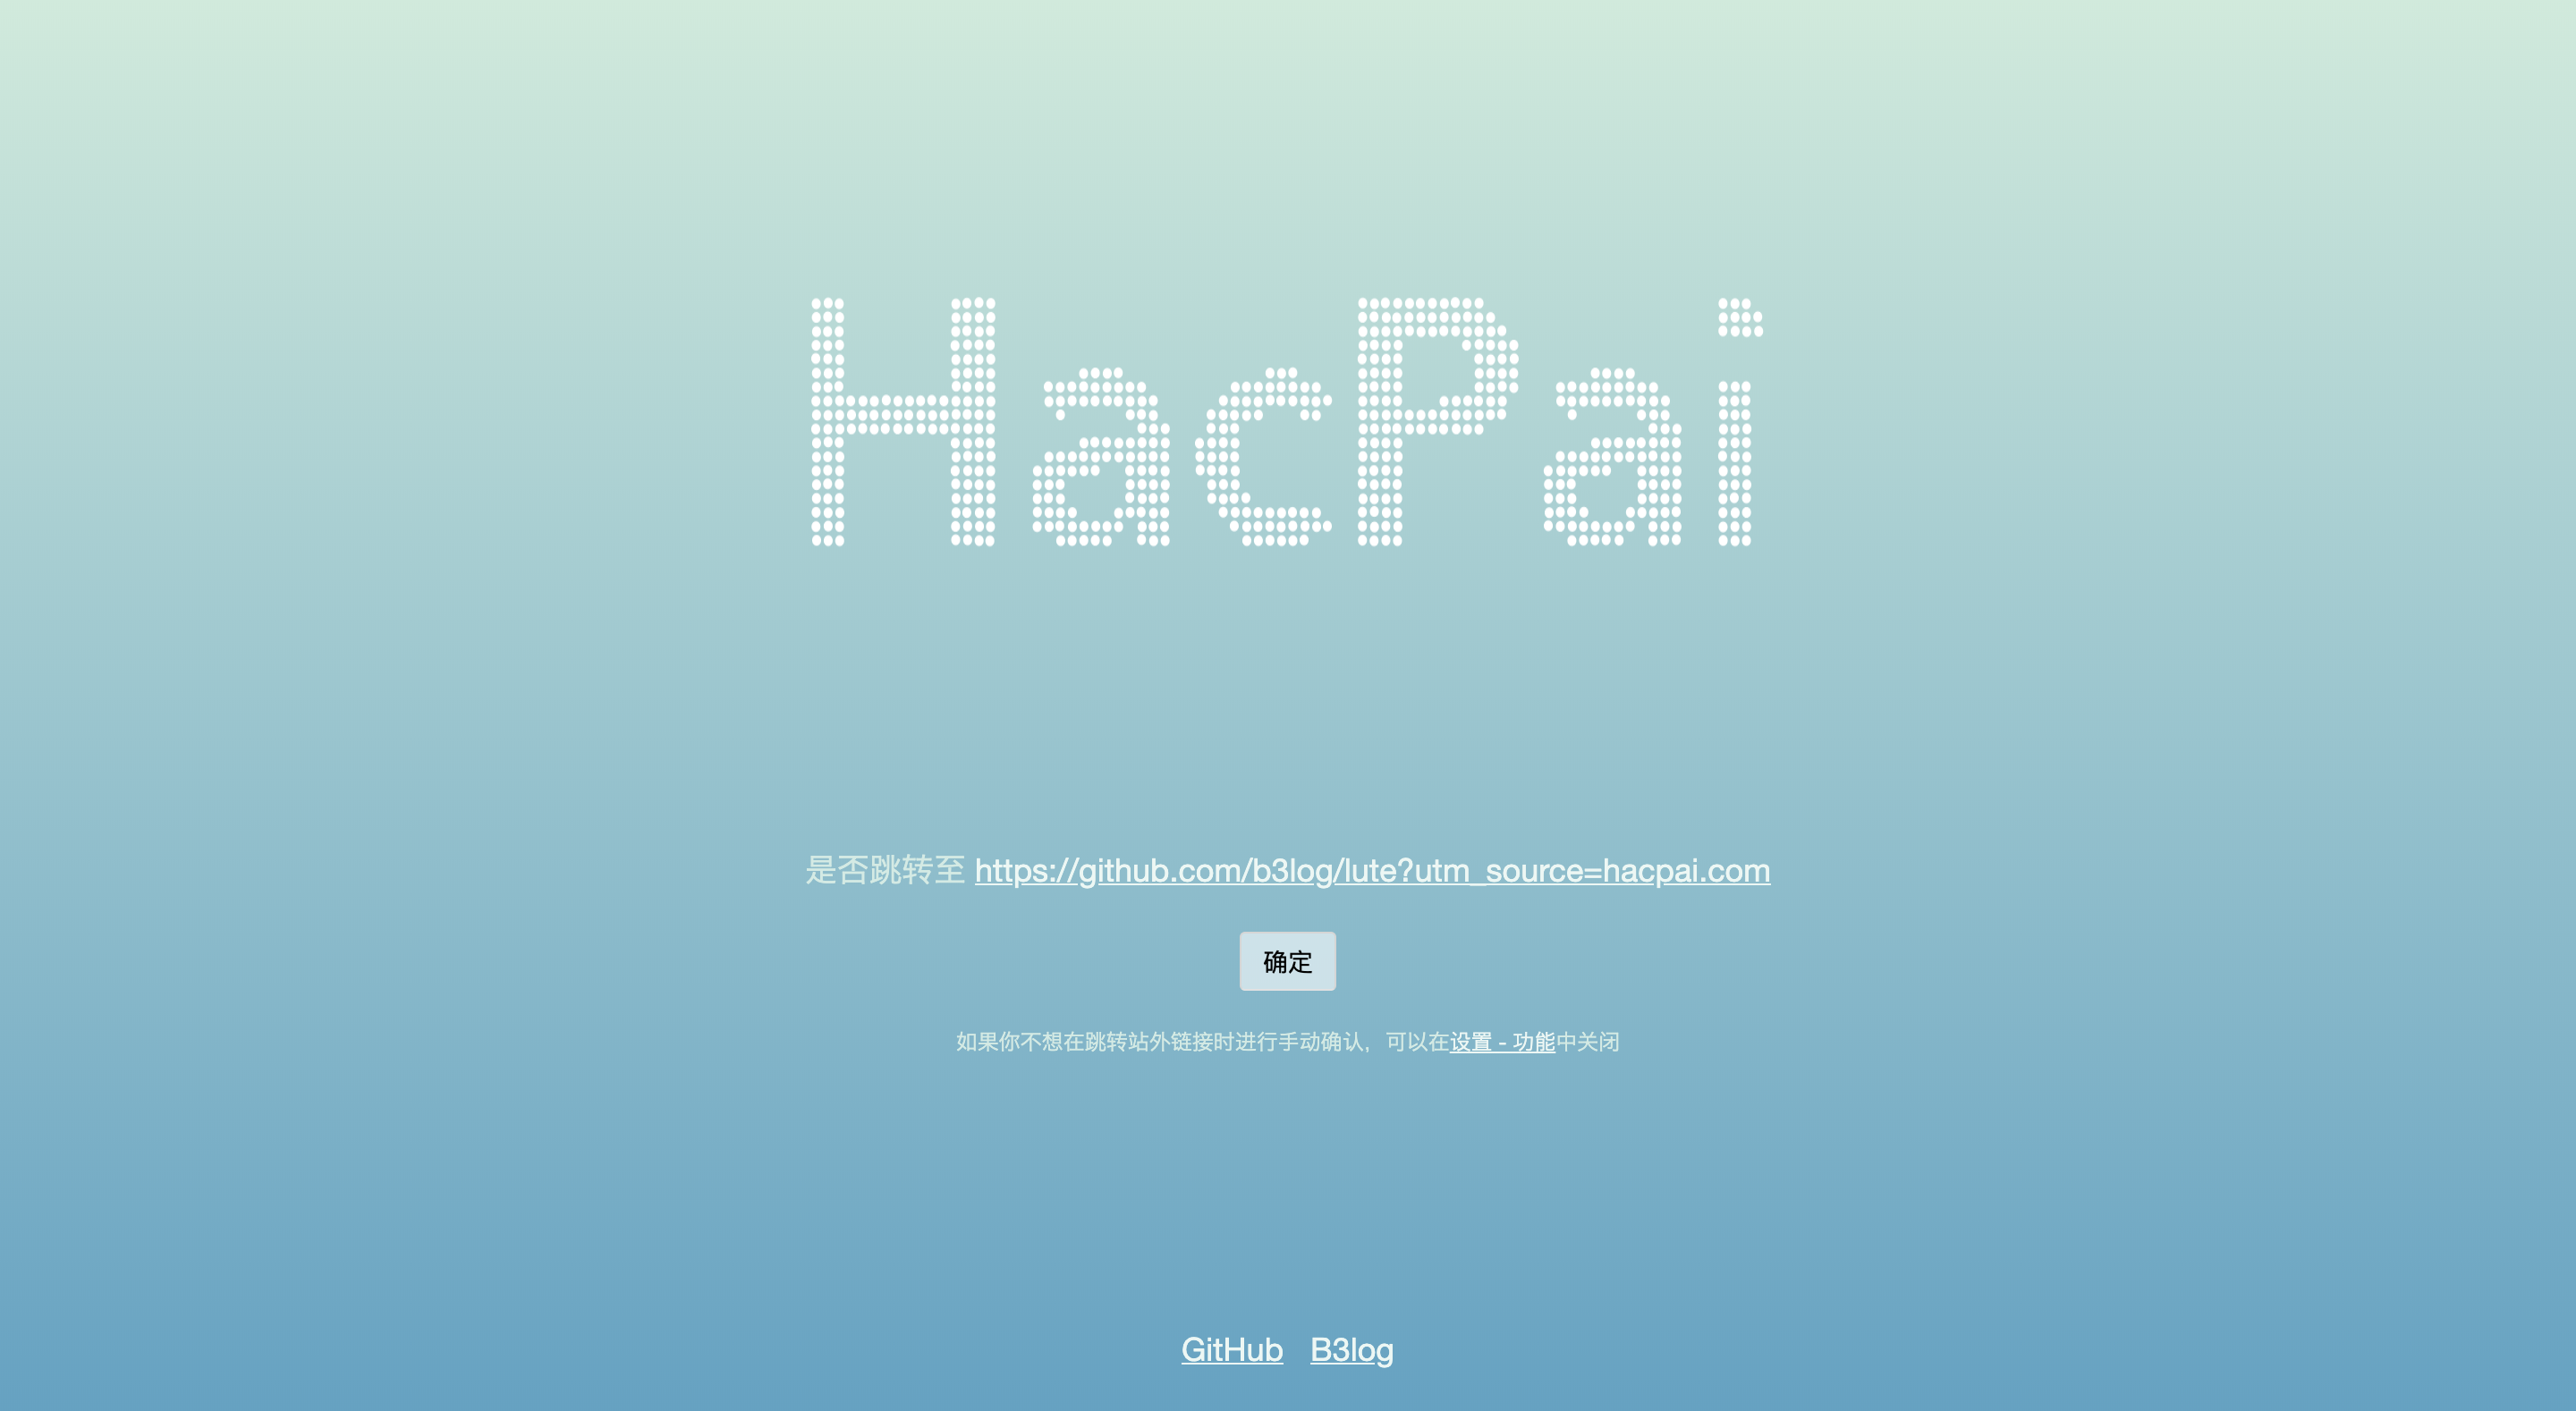 HacPai
是否跳转至 https://github.com/b3log/lute?utm_source=hacpai.com
确定
如果你不想在跳转站外链接时进行手动确认，可以在设置 - 功能中关闭
GitHub B3log